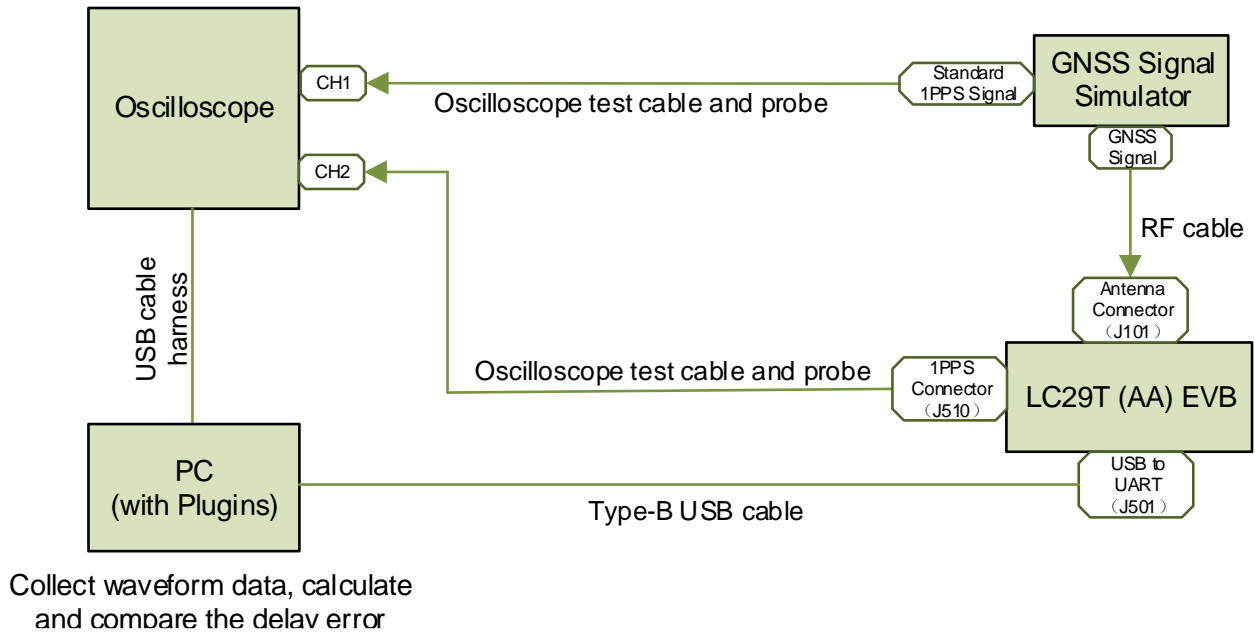 Oscilloscope
CH1
CH2
Oscilloscope test cable and probe
Standard
1PPS Signal
GNSS Signal
Simulator
GNSS
Signal
RF cable
Antenna
Connector
（J101）
LC29T (AA) EVB
1PPS
Connector
（J510）
Oscilloscope test cable and probe
USB cable
harness
PC
(with Plugins)
Type-B USB cable
USB to
UART
（J501）
Collect waveform data, calculate
and compare the delay error